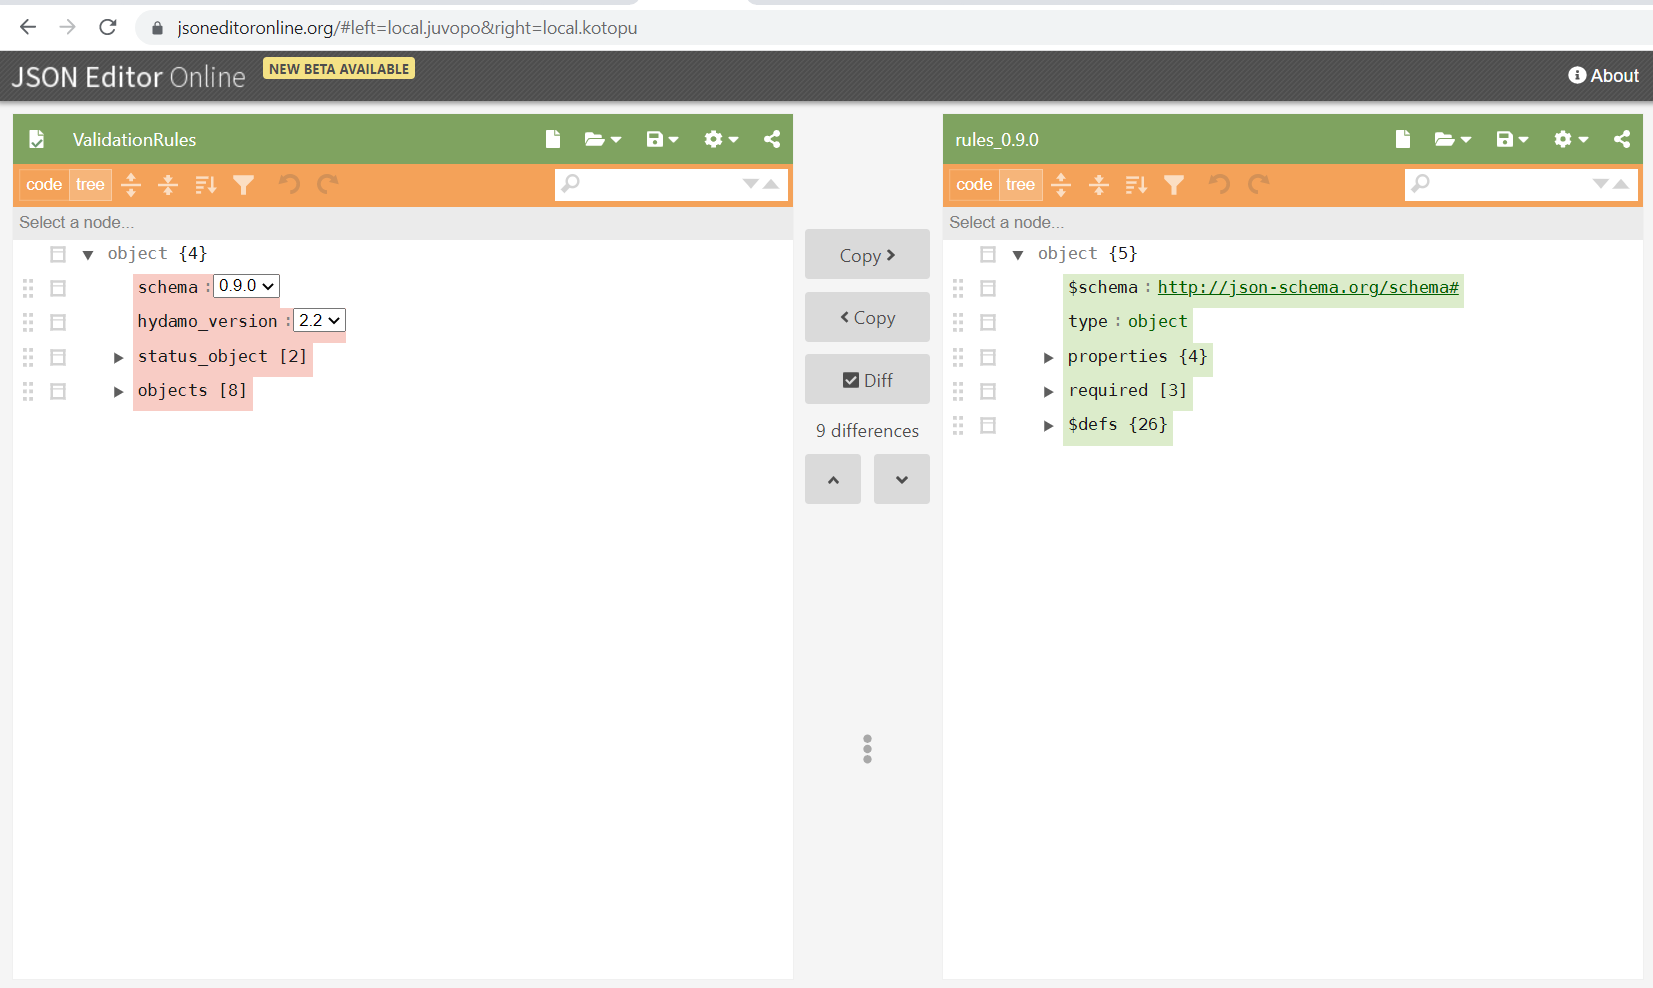 jsoneditoronline.org/#left=local.juvopo&right=local.kotopu
JSON Editor Online
NEW BETA AVAILABLE
About
ValidationRules
code
tree
Select a node...
object {4}
schema : 0.9.0
hydamo_version : 2.2
status_object [2]
objects [8]
Copy
Copy
Diff
9 differences
rules_0.9.0
code
tree
Select a node...
object {5}
$schema : http://json-schema.org/schema#
type : object
properties {4}
required [3]
$defs {26}